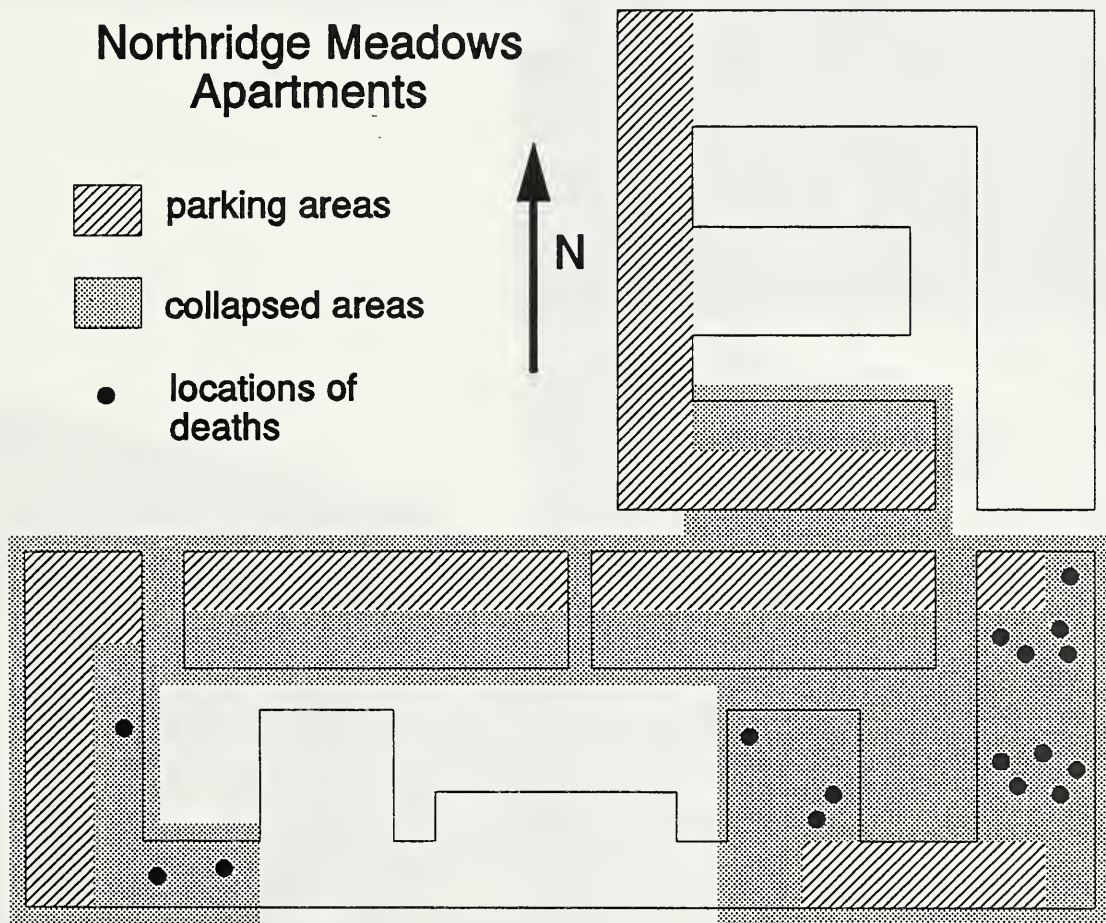 Northridge Meadows
Apartments
parking areas
collapsed areas
locations of
deaths
N